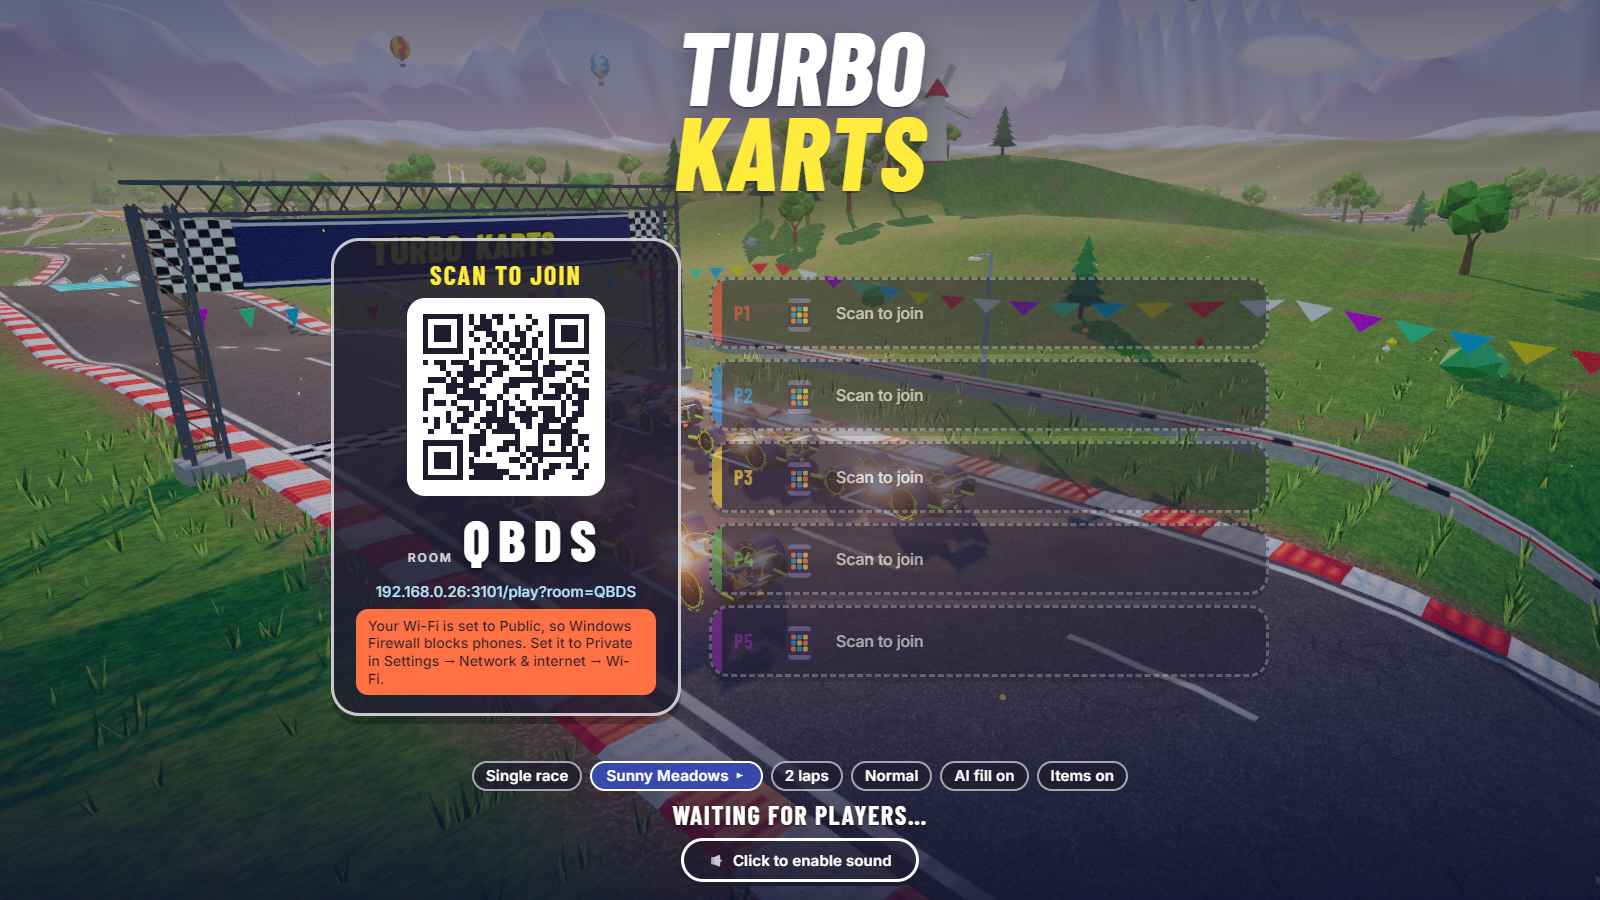 TURBO
KARTS
TURBO KARTS
SCAN TO JOIN
ROOM QBDS
192.168.0.26:3101/play?room=QBDS
Your Wi-Fi is set to Public, so Windows
Firewall blocks phones. Set it to Private
in Settings → Network & internet → Wi-
Fi.
P1 Scan to join
P2 Scan to join
P3 Scan to join
P4 Scan to join
P5 Scan to join
Single race
Sunny Meadows ▸
2 laps
Normal
AI fill on
Items on
WAITING FOR PLAYERS...
Click to enable sound